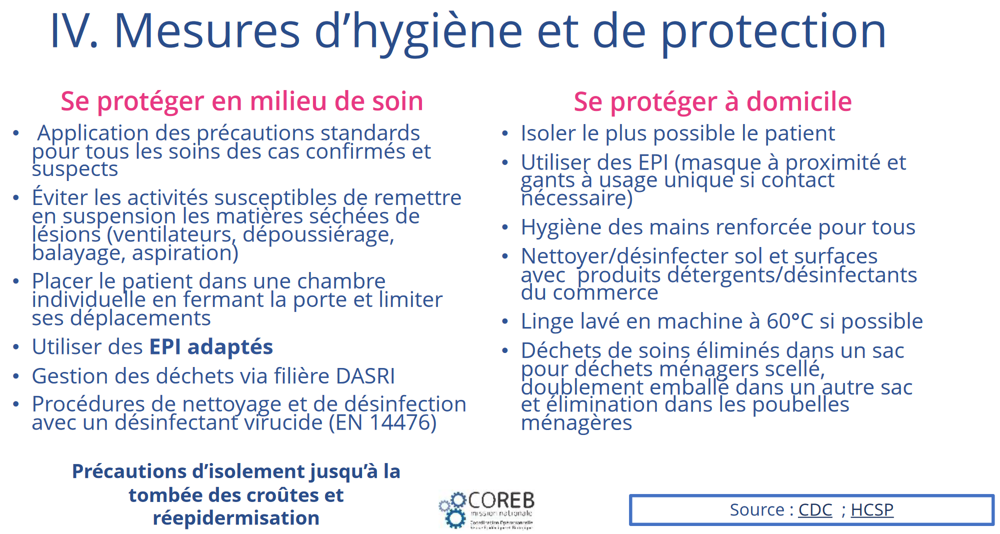 IV. Mesures d’hygiène et de protection
Se protéger en milieu de soin
• Application des précautions standards
pour tous les soins des cas confirmés et
suspects
• Éviter les activités susceptibles de remettre
en suspension les matières séchées de
lésions (ventilateurs, dépoussiérage,
balayage, aspiration)
• Placer le patient dans une chambre
individuelle en fermant la porte et limiter
ses déplacements
• Utiliser des EPI adaptés
• Gestion des déchets via filière DASRI
• Procédures de nettoyage et de désinfection
avec un désinfectant virucide (EN 14476)
Précautions d’isolement jusqu’à la
tombée des croûtes et
réepidermisation
Se protéger à domicile
• Isoler le plus possible le patient
• Utiliser des EPI (masque à proximité et
gants à usage unique si contact
nécessaire)
• Hygiène des mains renforcée pour tous
• Nettoyer/désinfecter sol et surfaces
avec produits détergents/désinfectants
du commerce
• Linge lavé en machine à 60°C si possible
• Déchets de soins éliminés dans un sac
pour déchets ménagers scellé,
doublement emballé dans un autre sac
et élimination dans les poubelles
ménagères
COREB
mission nationale
Coordination Opérationnelle
Risque Epidémique et Biologique
Source : CDC ; HCSP